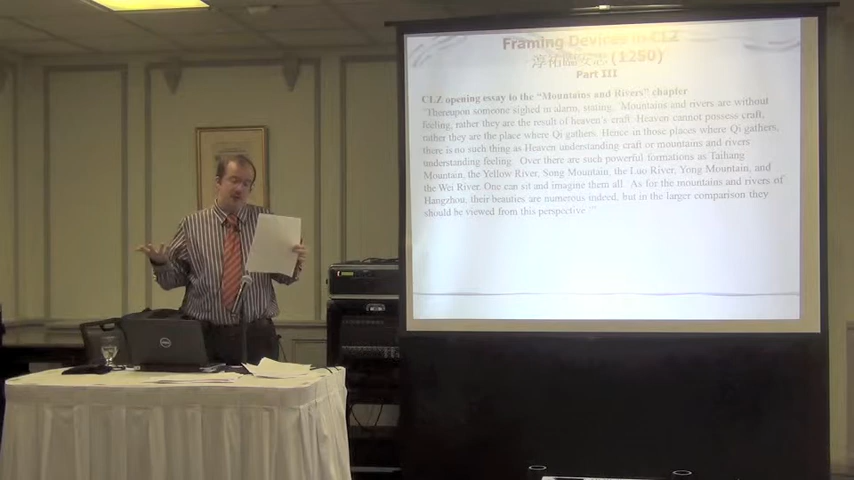 Framing Devices in CLZ
(1250)
Part III
CLZ opening essay to the "Mountains and Rivers" chapter
"Thereupon someone sighed in alarm, stating, 'Mountains and rivers are without
feeling, rather they are the result of heaven's craft. Heaven cannot possess craft,
rather they are the place where Qi gathers. Hence in those places where Qi gathers,
there is no such thing as Heaven understanding craft or mountains and rivers
understanding feeling. Over there are such powerful formations as Taihang
Mountain, the Yellow River, Song Mountain, the Luo River, Yong Mountain, and
the Wei River. One can sit and imagine them all. As for the mountains and rivers of
Hangzhou, their beauties are numerous indeed, but in the larger comparison they
should be viewed from this perspective.'"
DELL